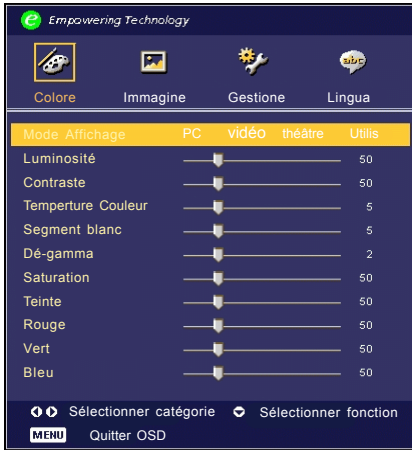 e Empowering Technology
Colore Immagine Gestione Lingua
Mode Affichage PC vidéo théâtre Utilis
Luminosité 50
Contraste 50
Temperture Couleur 5
Segment blanc 5
Dé-gamma 2
Saturation 50
Teinte 50
Rouge 50
Vert 50
Bleu 50
Sélectionner catégorie Sélectionner fonction
MENU Quitter OSD